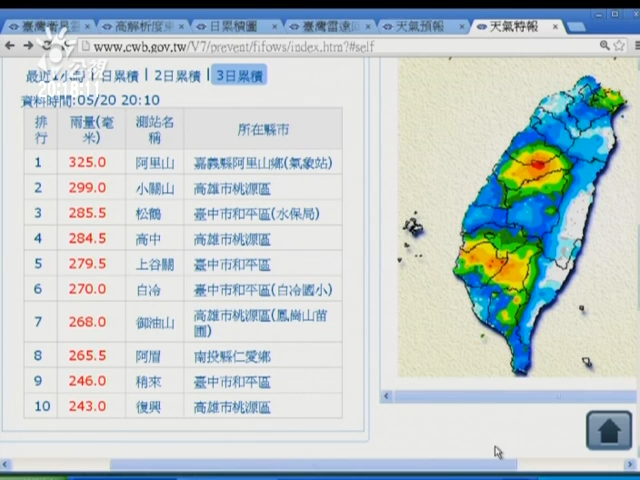 高解析度
日累積圖
臺灣雷達
天氣預報
天氣特報
www.cwb.gov.tw/V7/prevent/fifows/index.htm?#self
公視
20:18:11
最近1小時 | 日累積 | 2日累積 | 3日累積
資料時間:05/20 20:10
排行 雨量(毫米) 測站名稱 所在縣市
1 325.0 阿里山 嘉義縣阿里山鄉(氣象站)
2 299.0 小關山 高雄市桃源區
3 285.5 松鶴 臺中市和平區(水保局)
4 284.5 高中 高雄市桃源區
5 279.5 上谷關 臺中市和平區
6 270.0 白冷 臺中市和平區(白冷國小)
7 268.0 御油山 高雄市桃源區(鳳崗山苗圃)
8 265.5 阿眉 南投縣仁愛鄉
9 246.0 稍來 臺中市和平區
10 243.0 復興 高雄市桃源區